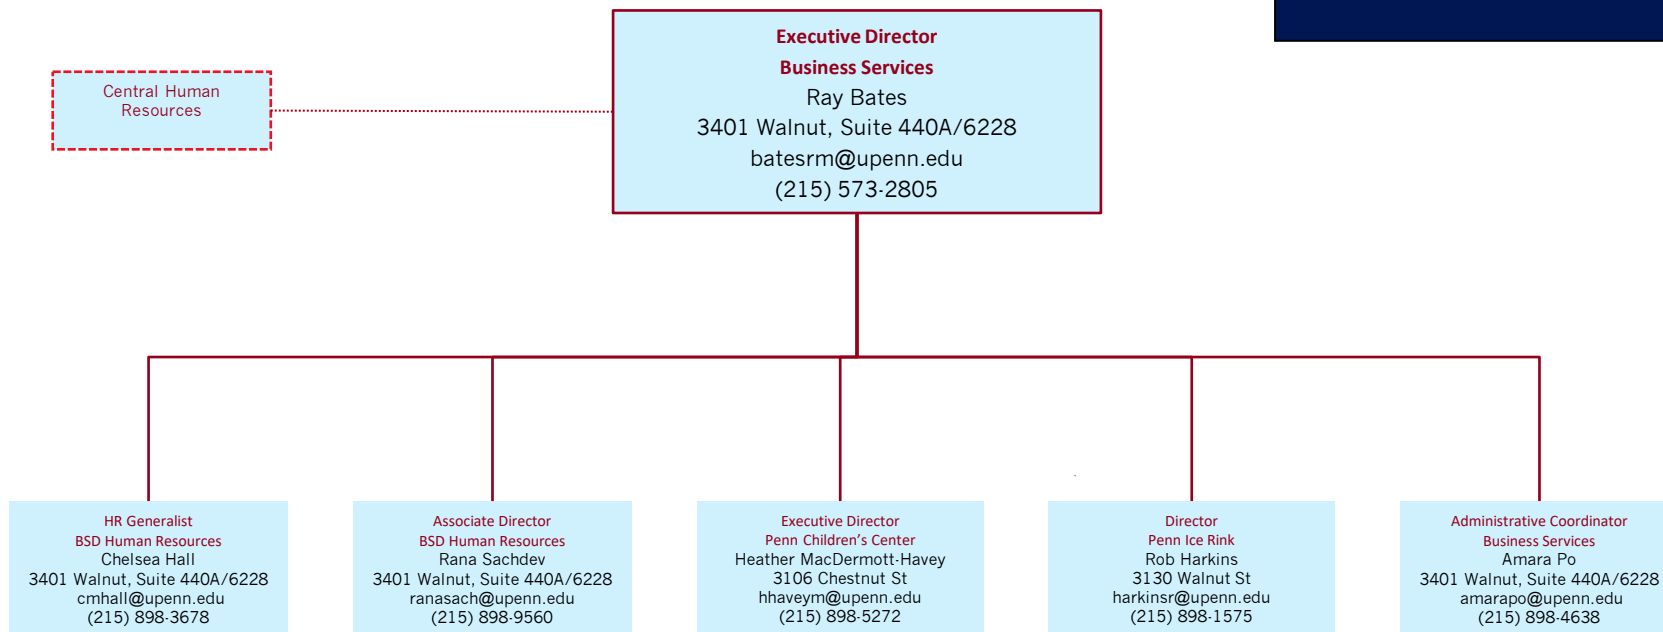 Executive Director
Business Services
Ray Bates
3401 Walnut, Suite 440A/6228
batesrm@upenn.edu
(215) 573-2805
Central Human
Resources
HR Generalist
BSD Human Resources
Chelsea Hall
3401 Walnut, Suite 440A/6228
cmhall@upenn.edu
(215) 898-3678
Associate Director
BSD Human Resources
Rana Sachdev
3401 Walnut, Suite 440A/6228
ranasach@upenn.edu
(215) 898-9560
Executive Director
Penn Children's Center
Heather MacDermott-Havey
3106 Chestnut St
hhaveym@upenn.edu
(215) 898-5272
Director
Penn Ice Rink
Rob Harkins
3130 Walnut St
harkinsr@upenn.edu
(215) 898-1575
Administrative Coordinator
Business Services
Amara Po
3401 Walnut, Suite 440A/6228
amarapo@upenn.edu
(215) 898-4638